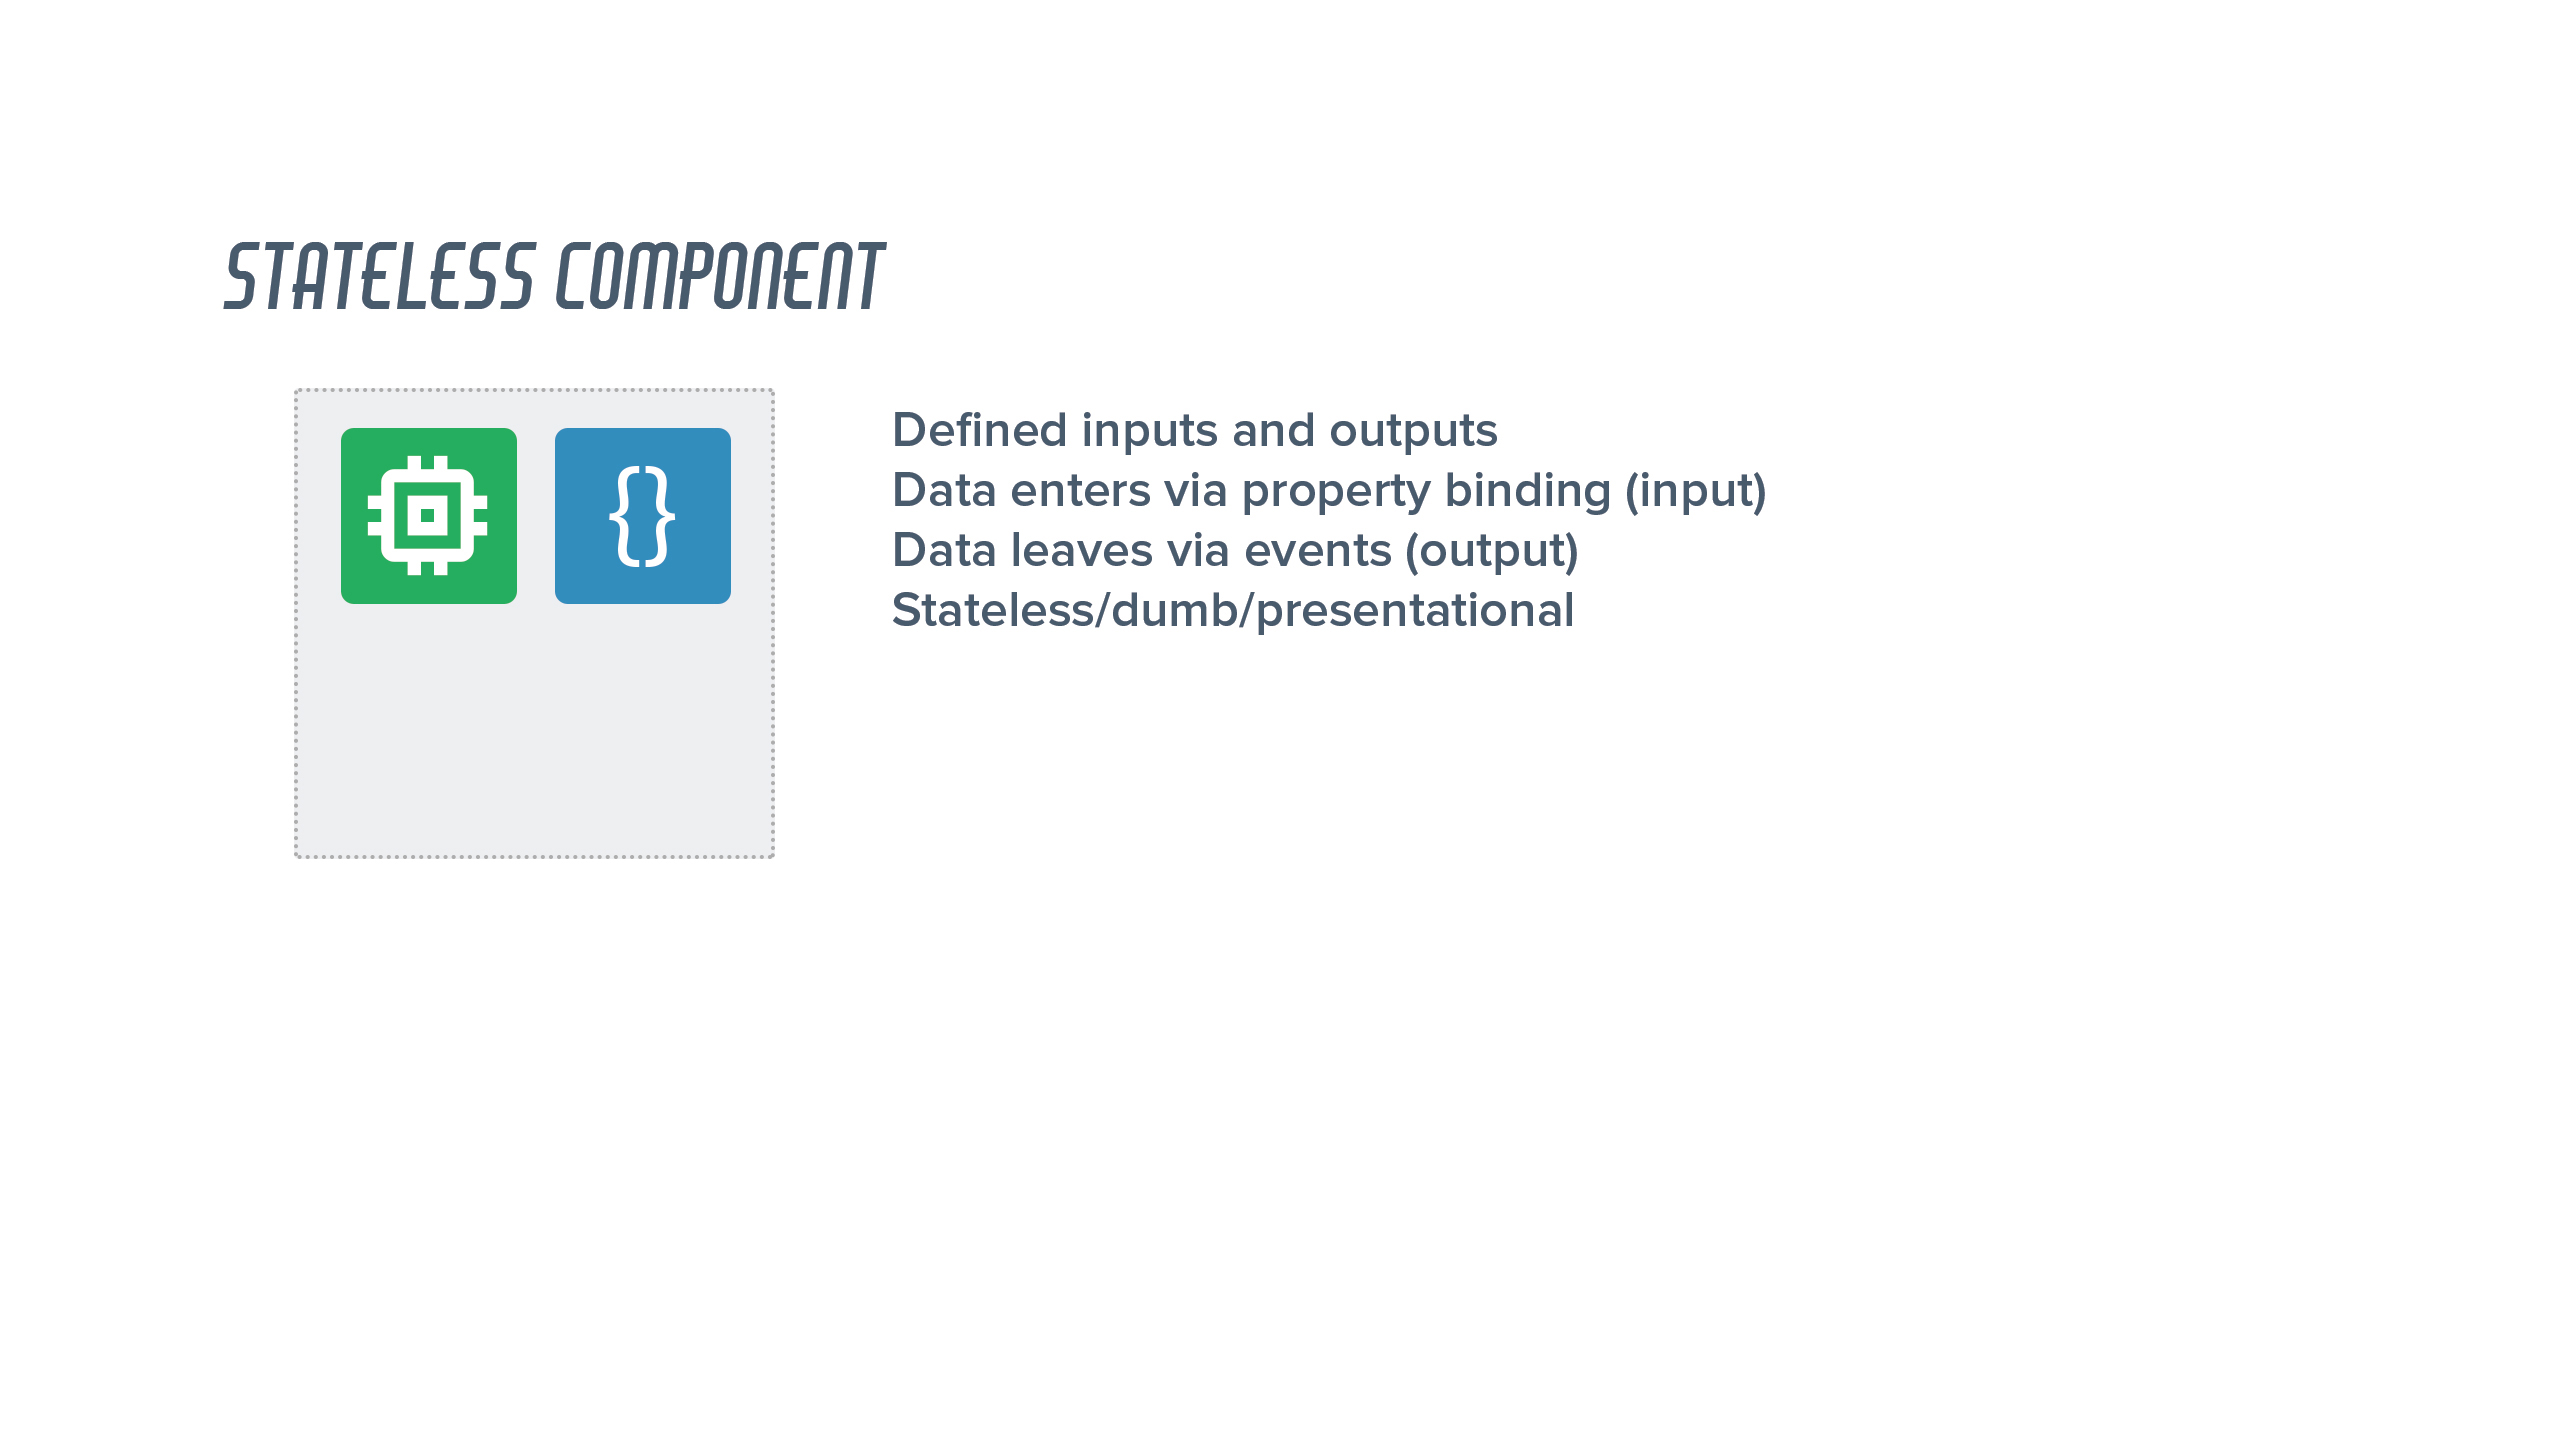 STATELESS COMPONENT
{}
Defined inputs and outputs
Data enters via property binding (input)
Data leaves via events (output)
Stateless/dumb/presentational